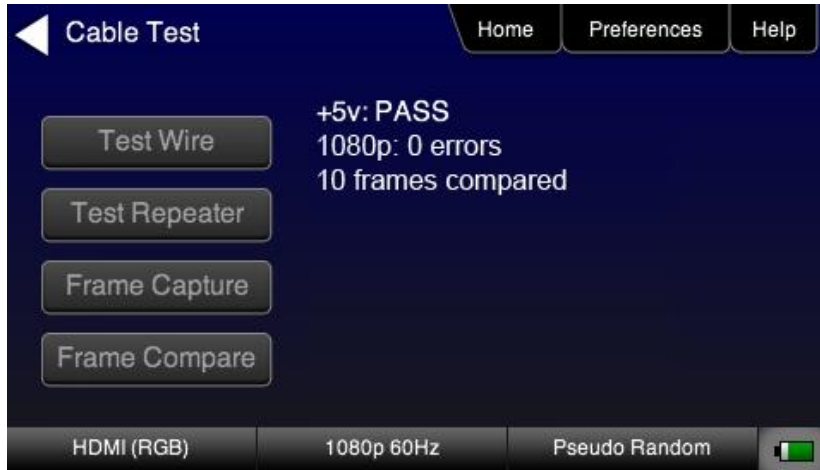 Cable Test
Home
Preferences
Help
+5v: PASS
1080p: 0 errors
10 frames compared
Test Wire
Test Repeater
Frame Capture
Frame Compare
HDMI (RGB)
1080p 60Hz
Pseudo Random